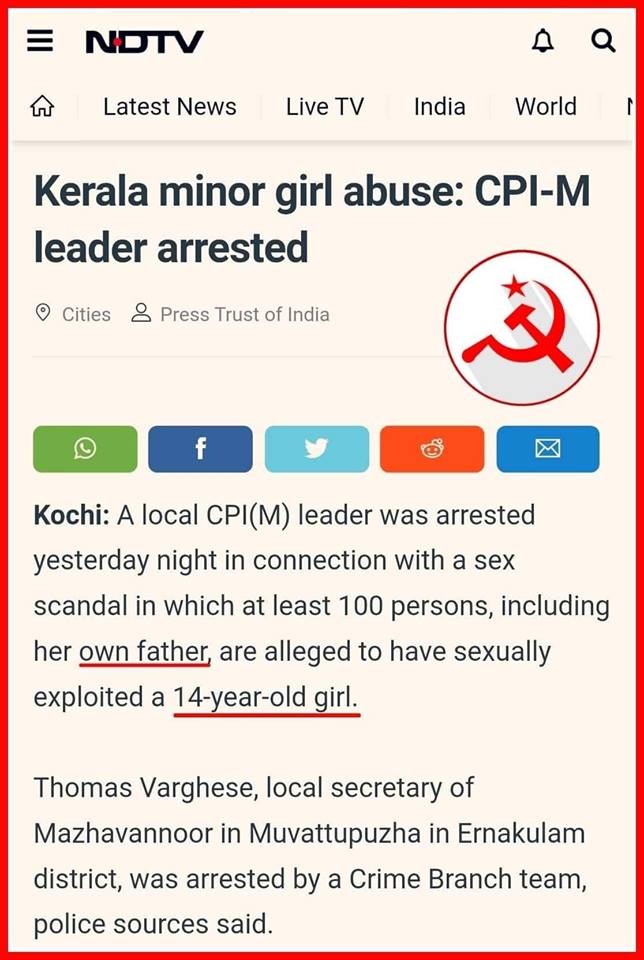 NDTV
Latest News Live TV India World
Kerala minor girl abuse: CPI-M
leader arrested
Cities Press Trust of India
Kochi: A local CPI(M) leader was arrested
yesterday night in connection with a sex
scandal in which at least 100 persons, including
her own father, are alleged to have sexually
exploited a 14-year-old girl.
Thomas Varghese, local secretary of
Mazhavannoor in Muvattupuzha in Ernakulam
district, was arrested by a Crime Branch team,
police sources said.